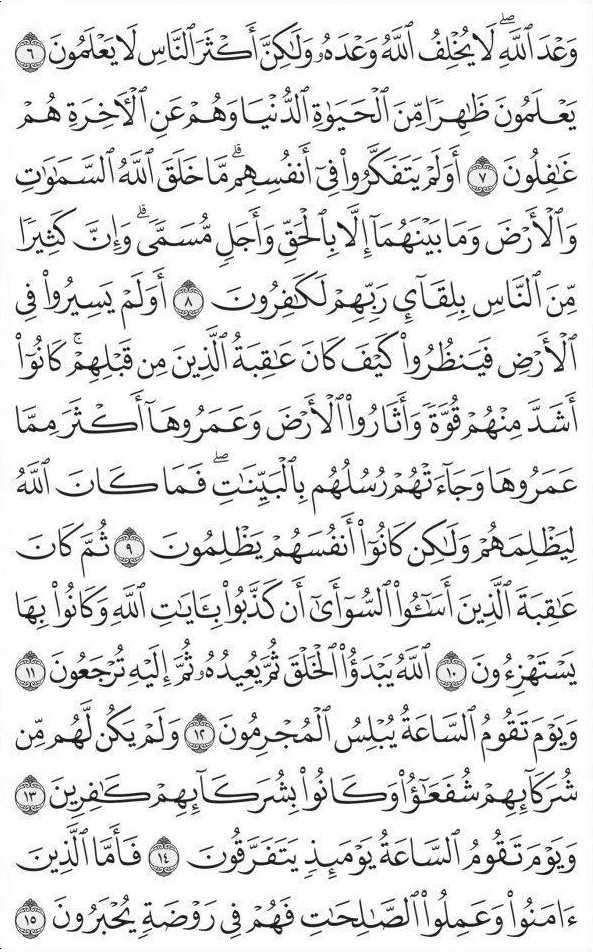 وَعْدَ ٱللَّهِۖ لَا يُخْلِفُ ٱللَّهُ وَعْدَهُۥ وَلَٰكِنَّ أَكْثَرَ ٱلنَّاسِ لَا يَعْلَمُونَ ٦
يَعْلَمُونَ ظَٰهِرًا مِّنَ ٱلْحَيَوٰةِ ٱلدُّنْيَا وَهُمْ عَنِ ٱلْأٓخِرَةِ هُمْ
غَٰفِلُونَ ٧ أَوَلَمْ يَتَفَكَّرُوا۟ فِىٓ أَنفُسِهِمۗ مَّا خَلَقَ ٱللَّهُ ٱلسَّمَٰوَٰتِ
وَٱلْأَرْضَ وَمَا بَيْنَهُمَآ إِلَّا بِٱلْحَقِّ وَأَجَلٍ مُّسَمًّىۗ وَإِنَّ كَثِيرًا
مِّنَ ٱلنَّاسِ بِلِقَآئِ رَبِّهِمْ لَكَٰفِرُونَ ٨ أَوَلَمْ يَسِيرُوا۟ فِى
ٱلْأَرْضِ فَيَنظُرُوا۟ كَيْفَ كَانَ عَٰقِبَةُ ٱلَّذِينَ مِن قَبْلِهِمْۚ كَانُوٓا۟
أَشَدَّ مِنْهُمْ قُوَّةً وَأَثَارُوا۟ ٱلْأَرْضَ وَعَمَرُوهَآ أَكْثَرَ مِمَّا
عَمَرُوهَا وَجَآءَتْهُمْ رُسُلُهُم بِٱلْبَيِّنَٰتِۖ فَمَا كَانَ ٱللَّهُ
لِيَظْلِمَهُمْ وَلَٰكِن كَانُوٓا۟ أَنفُسَهُمْ يَظْلِمُونَ ٩ ثُمَّ كَانَ
عَٰقِبَةَ ٱلَّذِينَ أَسَٰٓـُٔوا۟ ٱلسُّوٓأَىٰٓ أَن كَذَّبُوا۟ بِـَٔايَٰتِ ٱللَّهِ وَكَانُوا۟ بِهَا
يَسْتَهْزِءُونَ ١٠ ٱللَّهُ يَبْدَؤُا۟ ٱلْخَلْقَ ثُمَّ يُعِيدُهُۥ ثُمَّ إِلَيْهِ تُرْجَعُونَ ١١
وَيَوْمَ تَقُومُ ٱلسَّاعَةُ يُبْلِسُ ٱلْمُجْرِمُونَ ١٢ وَلَمْ يَكُن لَّهُم مِّن
شُرَكَآئِهِمْ شُفَعَٰٓؤُا۟ وَكَانُوا۟ بِشُرَكَآئِهِمْ كَٰفِرِينَ ١٣
وَيَوْمَ تَقُومُ ٱلسَّاعَةُ يَوْمَئِذٍ يَتَفَرَّقُونَ ١٤ فَأَمَّا ٱلَّذِينَ
ءَامَنُوا۟ وَعَمِلُوا۟ ٱلصَّٰلِحَٰتِ فَهُمْ فِى رَوْضَةٍ يُحْبَرُونَ ١٥